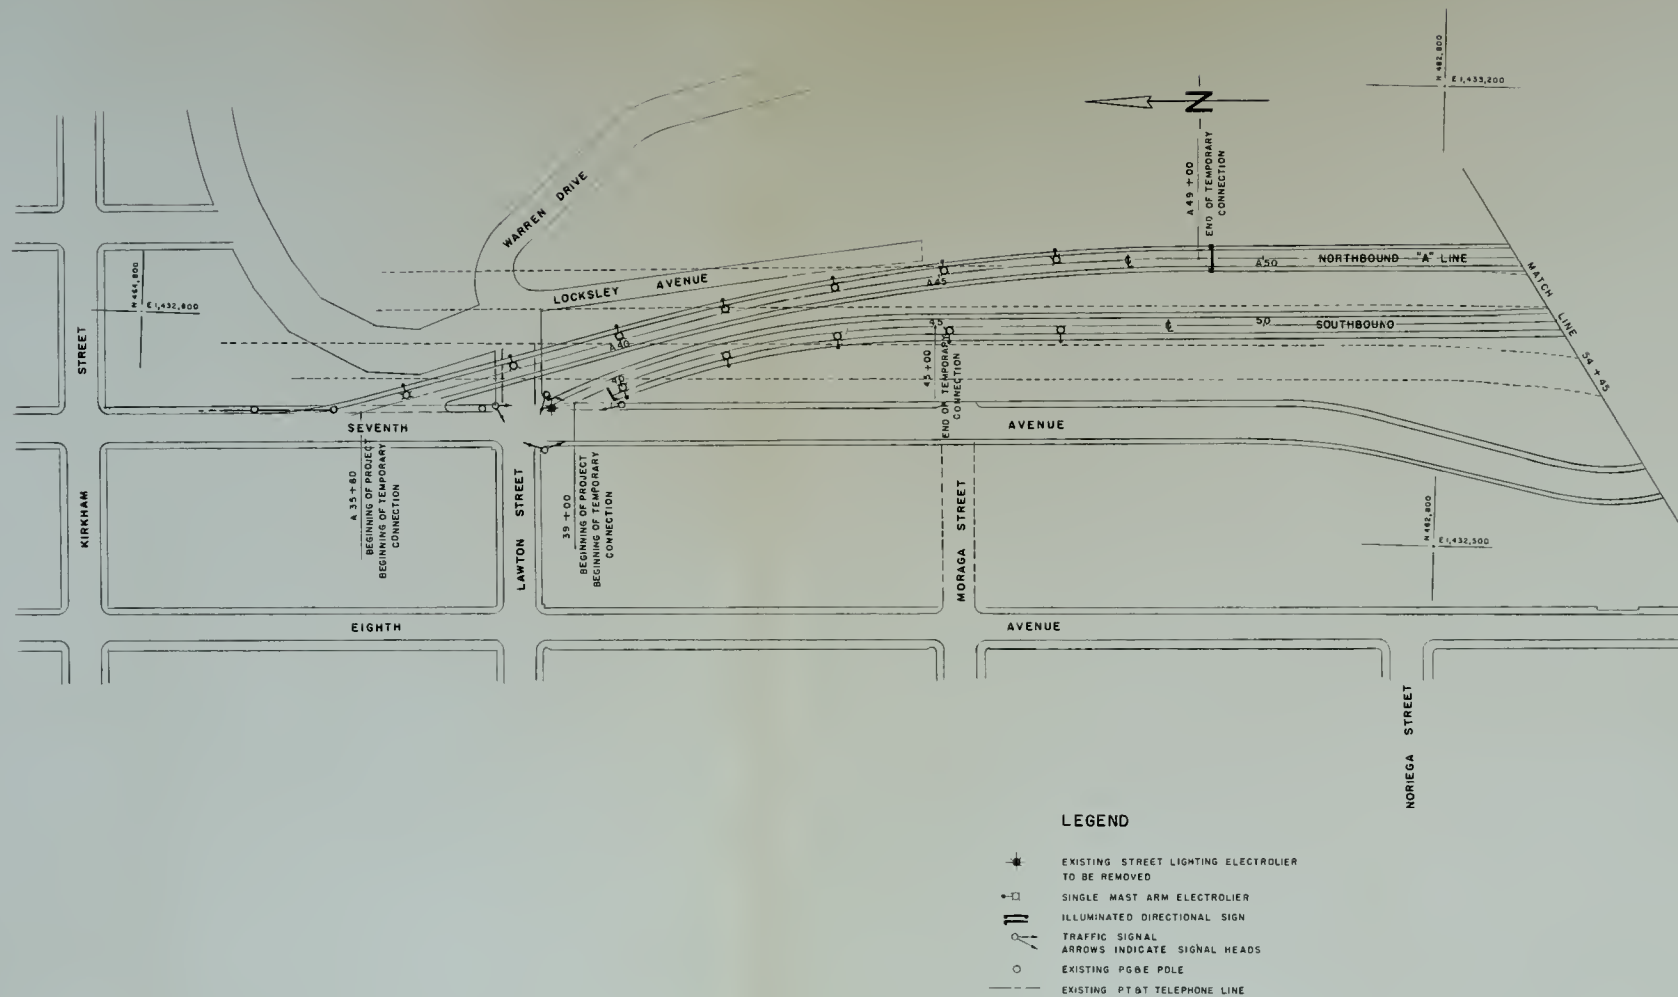 N 482,800
E 1,433,200
N
A 49 + 00
END OF TEMPORARY
CONNECTION
WARREN DRIVE
LOCKSLEY AVENUE
N 464,800
E 1,432,800
NORTHBOUND "A" LINE
A 50
A45
SOUTHBOUND
50
45
A40
40
MATCH LINE 54 + 45
45 + 00
END OF TEMPORARY
CONNECTION
SEVENTH AVENUE
KIRKHAM STREET
A 35 + 60
BEGINNING OF PROJECT
BEGINNING OF TEMPORARY
CONNECTION
LAWTON STREET
39 + 00
BEGINNING OF PROJECT
BEGINNING OF TEMPORARY
CONNECTION
MORAGA STREET
N 462,800
E 1,432,500
EIGHTH AVENUE
NORIEGA STREET
LEGEND
EXISTING STREET LIGHTING ELECTROLIER
TO BE REMOVED
SINGLE MAST ARM ELECTROLIER
ILLUMINATED DIRECTIONAL SIGN
TRAFFIC SIGNAL
ARROWS INDICATE SIGNAL HEADS
EXISTING PG&E POLE
EXISTING PT&T TELEPHONE LINE